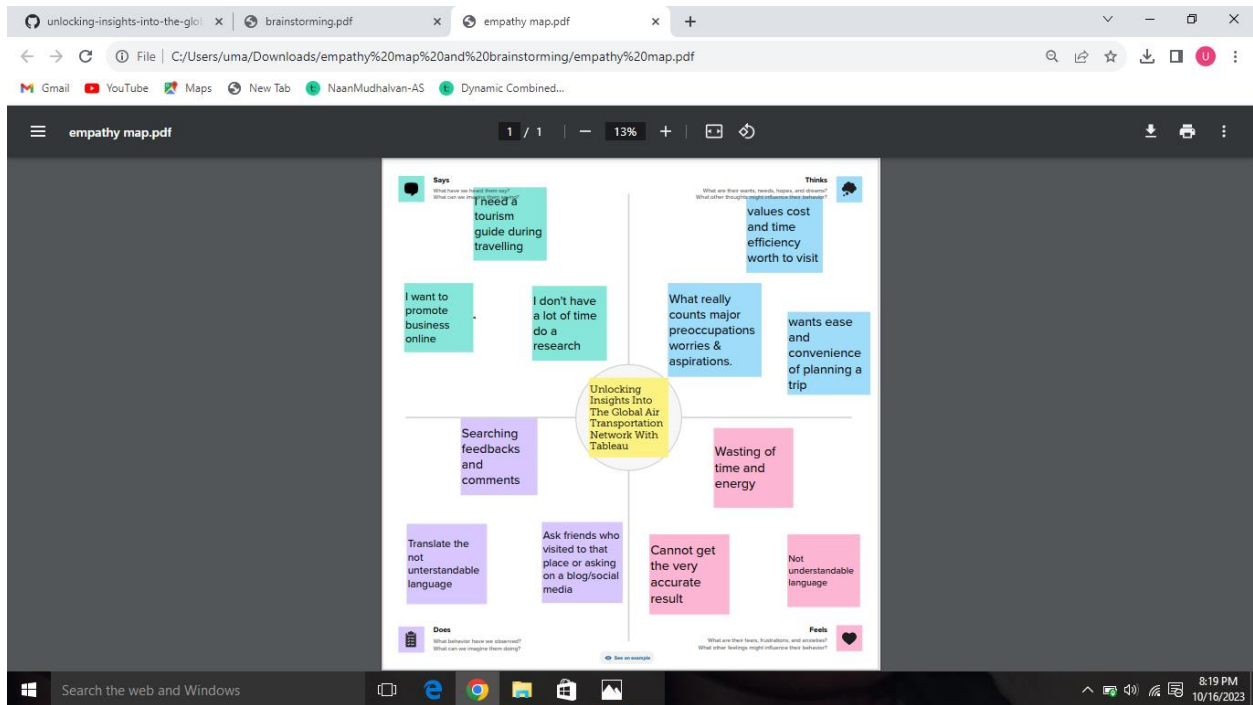 unlocking-insights-into-the-glo
brainstorming.pdf
empathy map.pdf
File | C:/Users/uma/Downloads/empathy%20map%20and%20brainstorming/empathy%20map.pdf
U
Gmail
YouTube
Maps
New Tab
NaanMudhalvan-AS
Dynamic Combined...
empathy map.pdf
1 / 1
13%
Says
What have we heard them say?
What can we imagine them saying?
I need a
tourism
guide during
travelling
I want to
promote
business
online
I don't have
a lot of time
do a
research
Thinks
What are their wants, needs, hopes, and dreams?
What other thoughts might influence their behavior?
values cost
and time
efficiency
worth to visit
What really
counts major
preoccupations
worries &
aspirations.
wants ease
and
convenience
of planning a
trip
Unlocking
Insights Into
The Global Air
Transportation
Network With
Tableau
Searching
feedbacks
and
comments
Translate the
not
unterstandable
language
Ask friends who
visited to that
place or asking
on a blog/social
media
Does
What behavior have we observed?
What can we imagine them doing?
Wasting of
time and
energy
Cannot get
the very
accurate
result
Not
understandable
language
Feels
What are their fears, frustrations, and anxieties?
What other feelings might influence their behavior?
See an example
Search the web and Windows
8:19 PM
10/16/2023